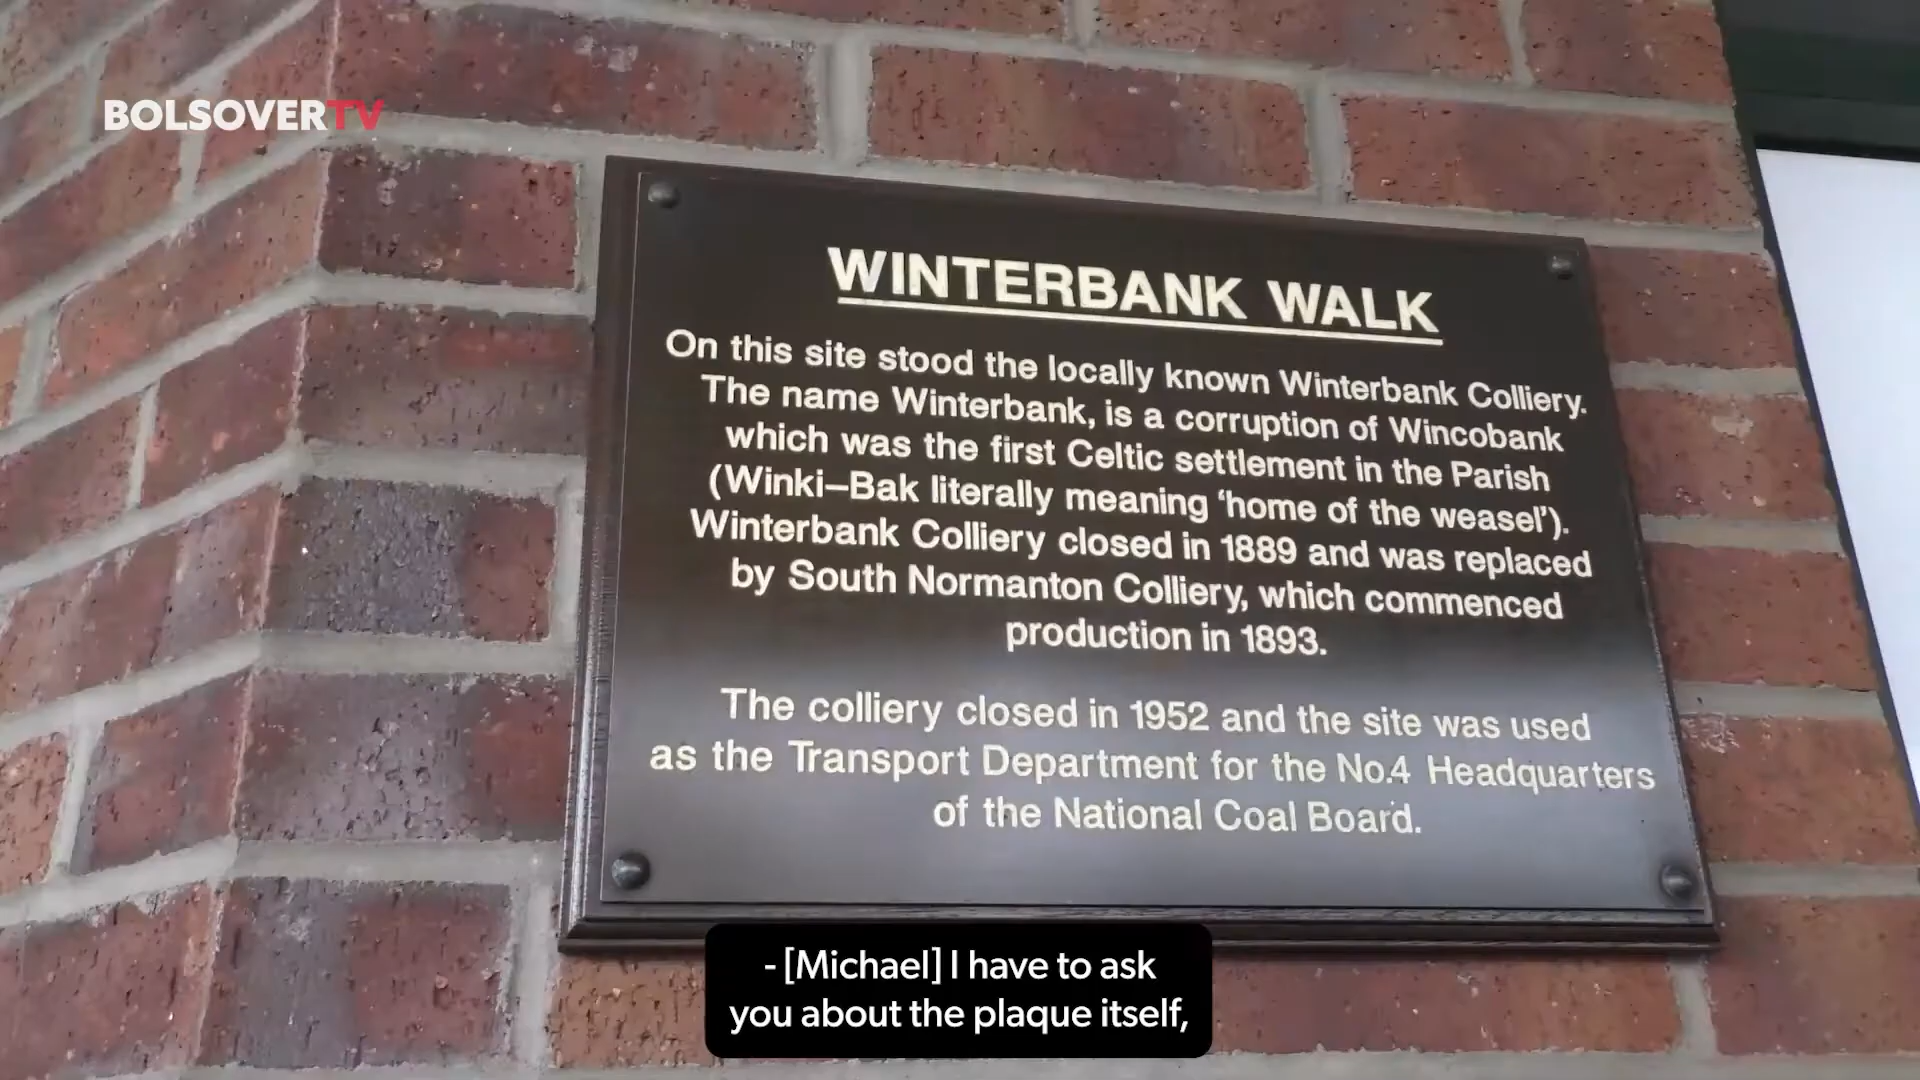 BOLSOVERTV
WINTERBANK WALK
On this site stood the locally known Winterbank Colliery.
The name Winterbank, is a corruption of Wincobank
which was the first Celtic settlement in the Parish
(Winki–Bak literally meaning ‘home of the weasel’).
Winterbank Colliery closed in 1889 and was replaced
by South Normanton Colliery, which commenced
production in 1893.
The colliery closed in 1952 and the site was used
as the Transport Department for the No.4 Headquarters
of the National Coal Board.
- [Michael] I have to ask
you about the plaque itself,